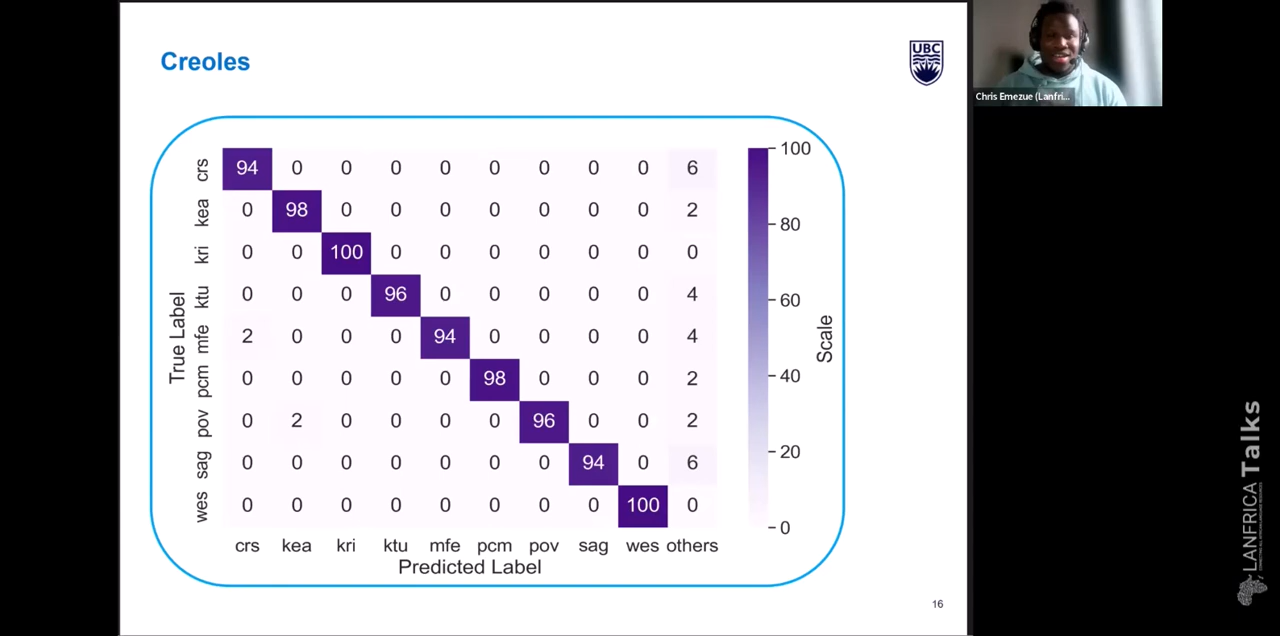 Creoles
UBC
Chris Emezue (Lanfri...
True Label
crs 94 0 0 0 0 0 0 0 0 6
kea 0 98 0 0 0 0 0 0 0 2
kri 0 0 100 0 0 0 0 0 0 0
ktu 0 0 0 96 0 0 0 0 0 4
mfe 2 0 0 0 94 0 0 0 0 4
pcm 0 0 0 0 0 98 0 0 0 2
pov 0 2 0 0 0 0 96 0 0 2
sag 0 0 0 0 0 0 0 94 0 6
wes 0 0 0 0 0 0 0 0 100 0
crs kea kri ktu mfe pcm pov sag wes others
Predicted Label
100
80
60
40
20
0
Scale
16
LANFRICA Talks